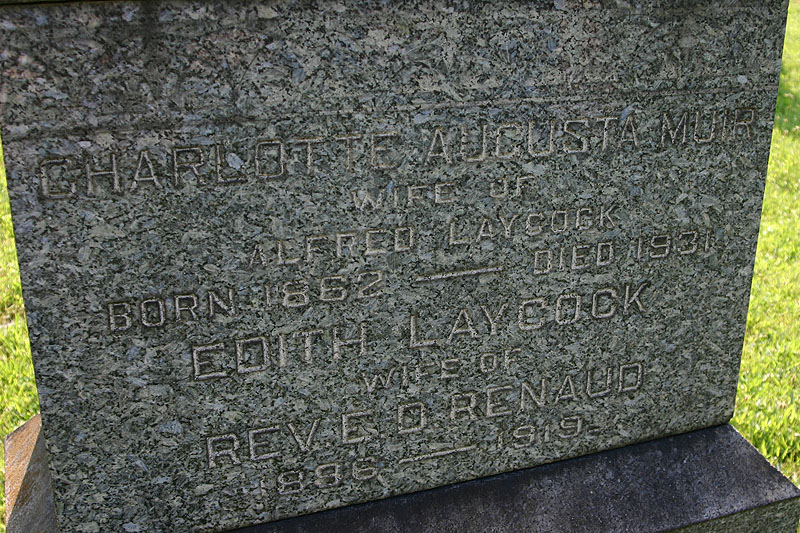 CHARLOTTE AUGUSTA MUIR
WIFE OF
ALFRED LAYCOCK
BORN 1862 — DIED 1931
EDITH LAYCOCK
WIFE OF
REV. E. D. RENAUD
1886 — 1919